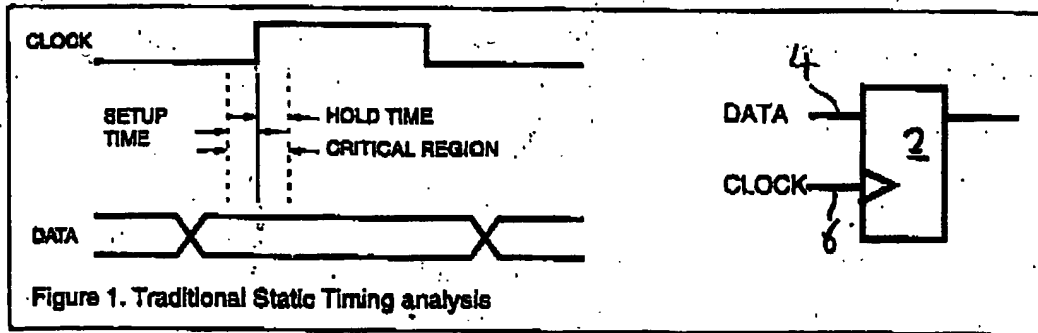 CLOCK
SETUP TIME
HOLD TIME
CRITICAL REGION
DATA
Figure 1. Traditional Static Timing analysis
4
DATA
2
CLOCK
6